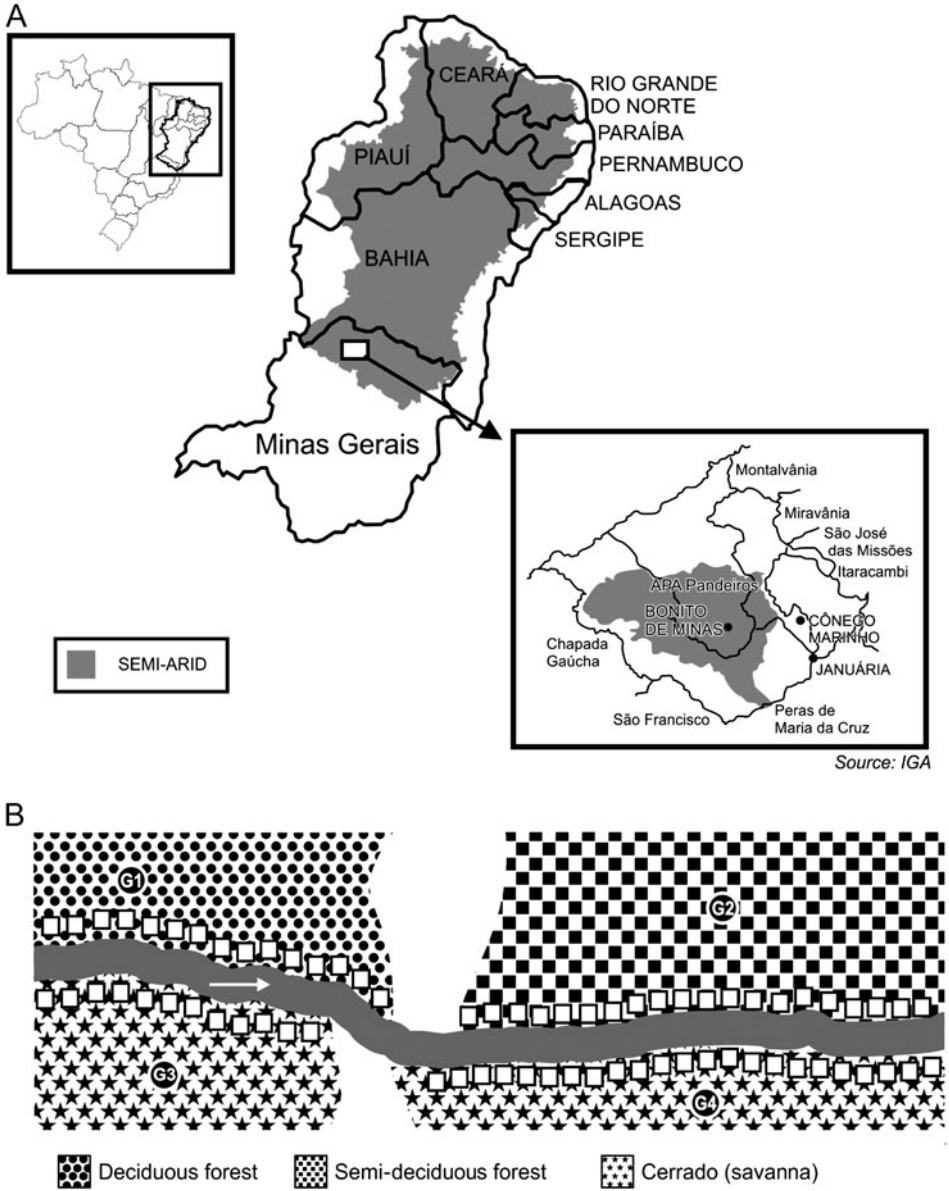 A
CEARÁ
RIO GRANDE
DO NORTE
PARAÍBA
PIAUÍ
PERNAMBUCO
ALAGOAS
SERGIPE
BAHIA
Minas Gerais
SEMI-ARID
Montalvânia
Miravânia
São José
das Missões
Itaracambi
APA Pandeiros
BONITO
DE MINAS
CÔNEGO
MARINHO
Chapada
Gaúcha
JANUÁRIA
São Francisco
Peras de
Maria da Cruz
Source: IGA
B
G1
G2
G3
G4
Deciduous forest
Semi-deciduous forest
Cerrado (savanna)